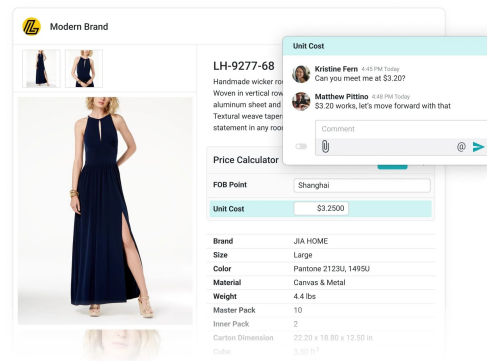 Modern Brand
LH-9277-68
Handmade wicker
Woven in vertical row
aluminum sheet and
Textural weave
statement in any
Unit Cost
Kristine Fern 4:45 PM Today
Can you meet me at $3.20?
Matthew Pittino 4:48 PM Today
$3.20 works, let's move forward with that
Comment
@
Price Calculator
FOB Point Shanghai
Unit Cost $3.2500
Brand JIA HOME
Size Large
Color Pantone 2123U, 1495U
Material Canvas & Metal
Weight 4.4 lbs
Master Pack 10
Inner Pack 2
Carton Dimension 22.20 x 18.80 x 12.50 in
Cube 3.50 ft³